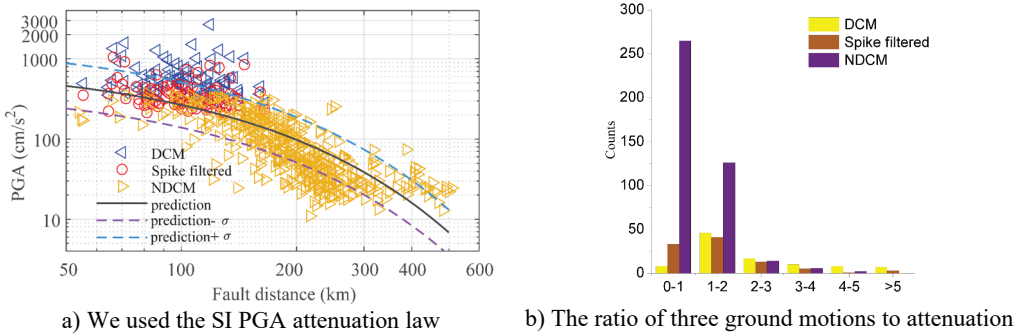 3000
1000
100
10
PGA (cm/s²)
DCM
Spike filtered
NDCM
prediction
prediction- σ
prediction+ σ
50 100 200 300 400 500 600
Fault distance (km)
a) We used the SI PGA attenuation law
300
250
200
150
100
50
0
Counts
DCM
Spike filtered
NDCM
0-1 1-2 2-3 3-4 4-5 >5
b) The ratio of three ground motions to attenuation